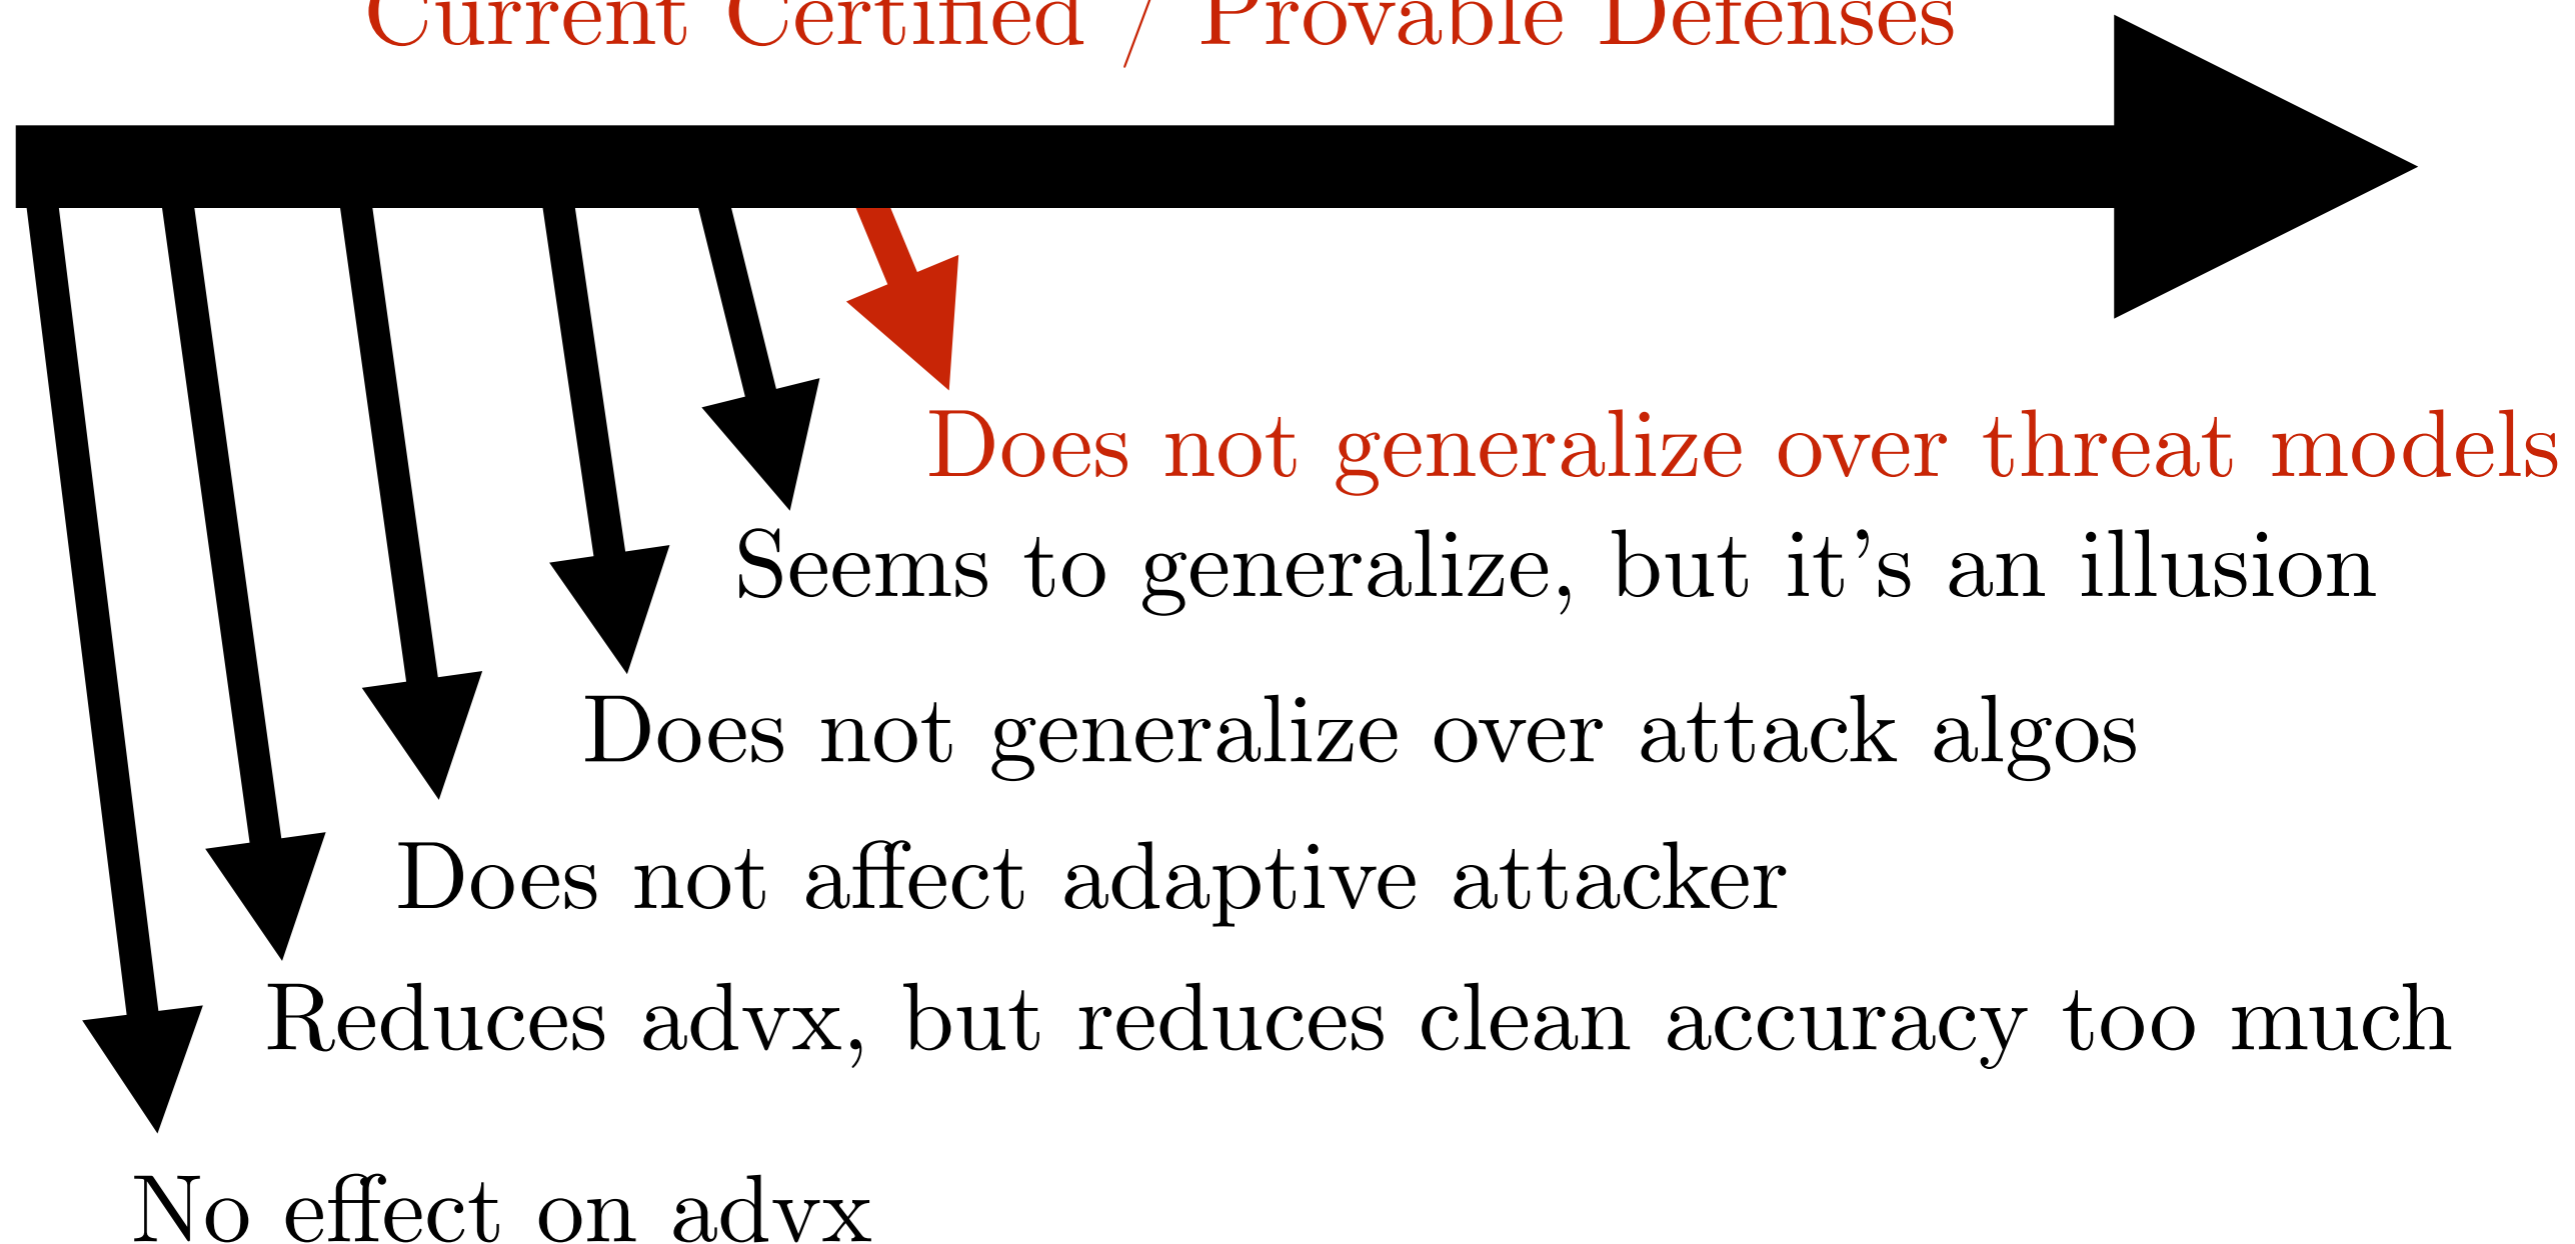 Current Certified / Provable Defenses
Does not generalize over threat models
Seems to generalize, but it's an illusion
Does not generalize over attack algos
Does not affect adaptive attacker
Reduces advx, but reduces clean accuracy too much
No effect on advx